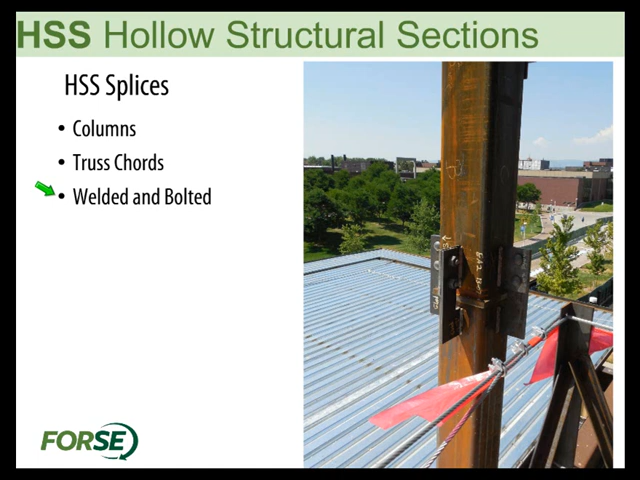 HSS Hollow Structural Sections
HSS Splices
• Columns
• Truss Chords
• Welded and Bolted
FORSE